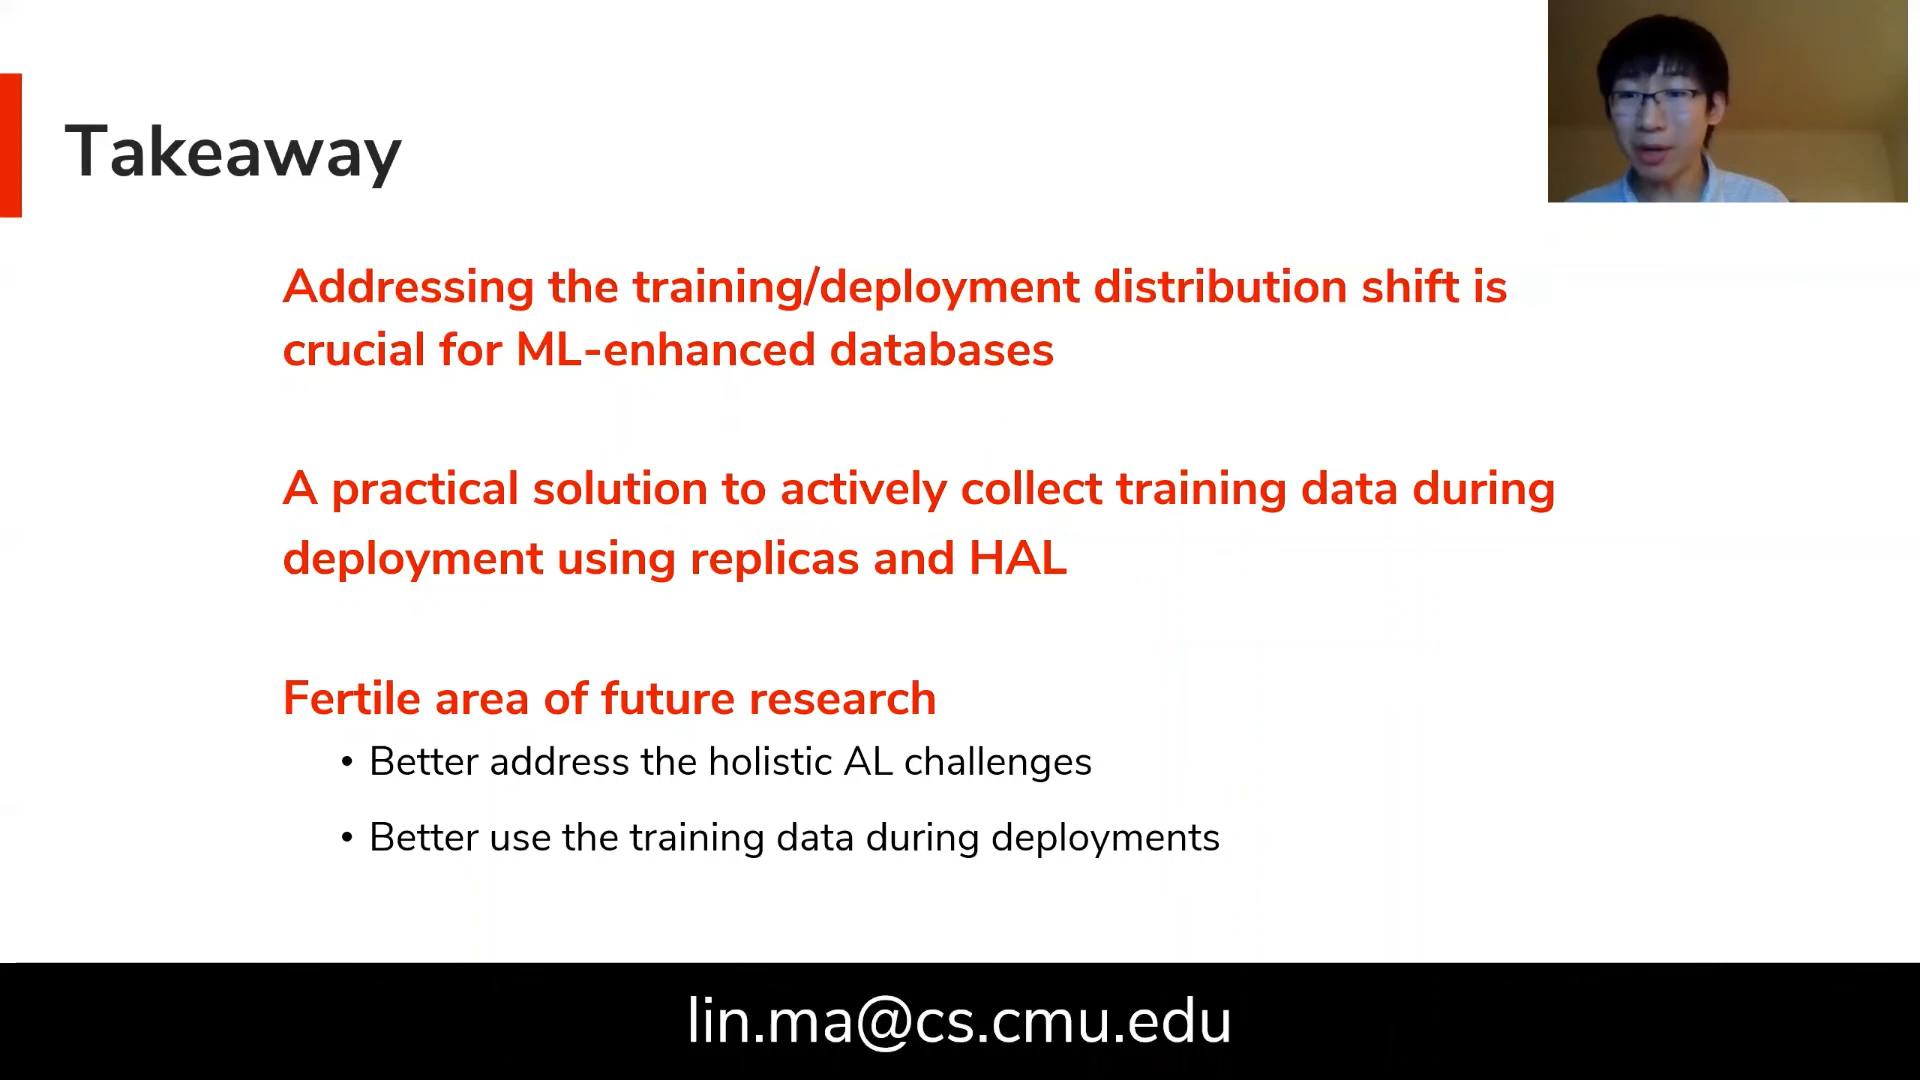 Takeaway
Addressing the training/deployment distribution shift is
crucial for ML-enhanced databases
A practical solution to actively collect training data during
deployment using replicas and HAL
Fertile area of future research
• Better address the holistic AL challenges
• Better use the training data during deployments
lin.ma@cs.cmu.edu